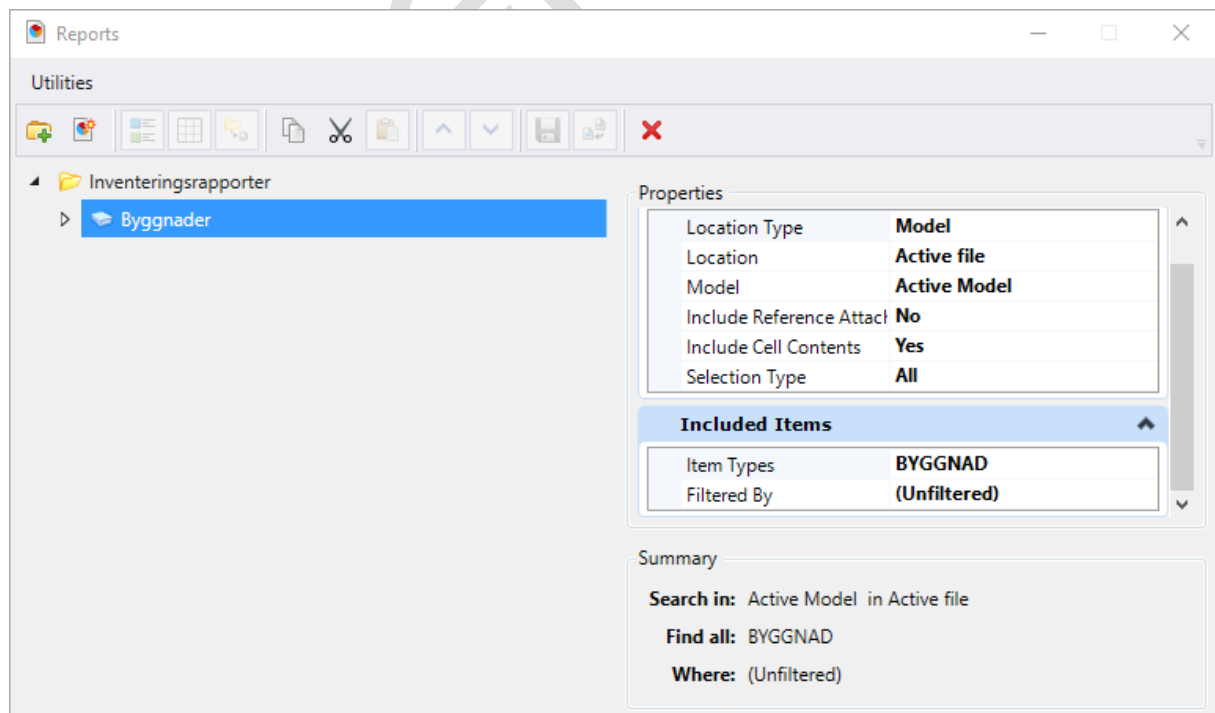 Reports
Utilities
Inventeringsrapporter
Byggnader
Properties
Location Type Model
Location Active file
Model Active Model
Include Reference Attach No
Include Cell Contents Yes
Selection Type All
Included Items
Item Types BYGGNAD
Filtered By (Unfiltered)
Summary
Search in: Active Model in Active file
Find all: BYGGNAD
Where: (Unfiltered)